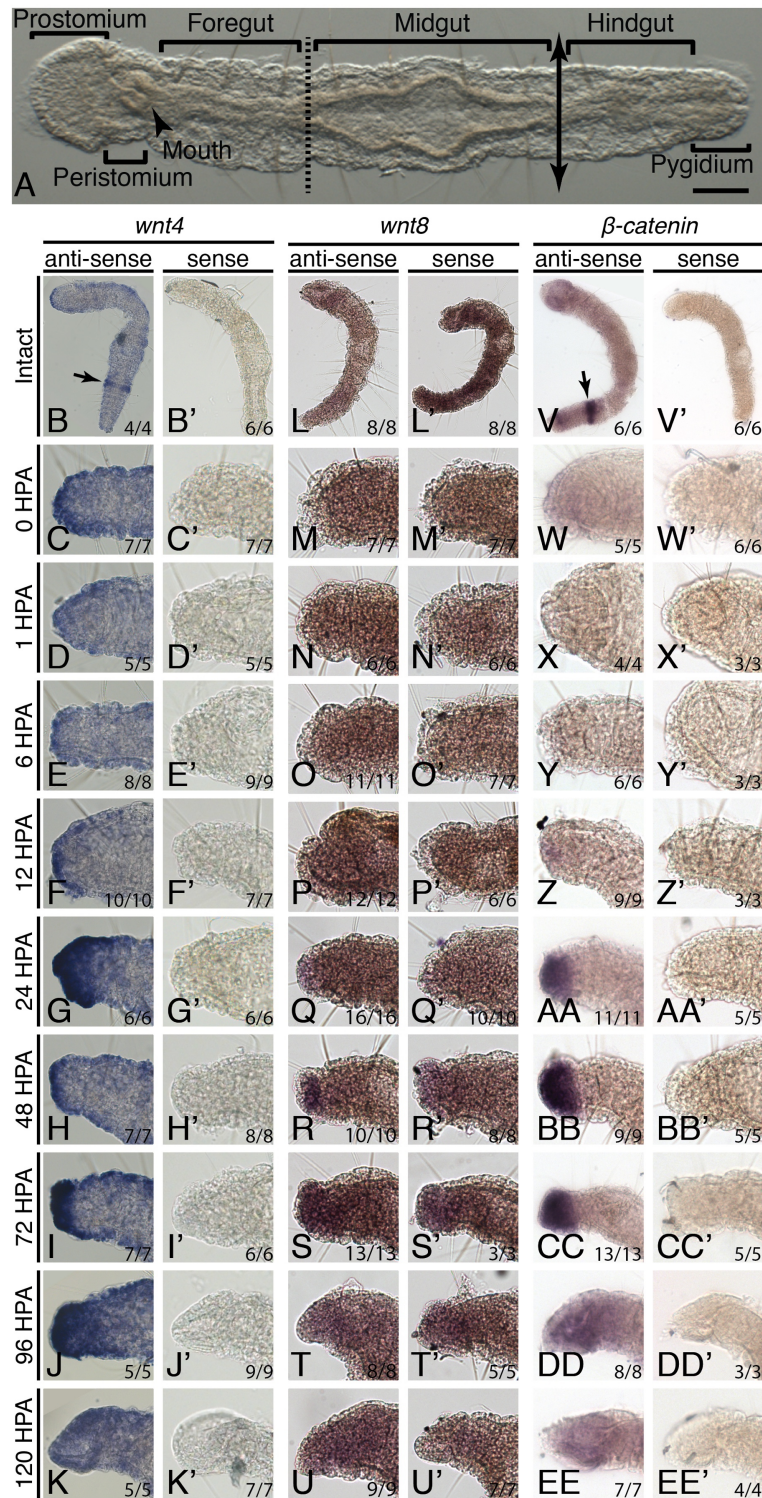 Prostomium Foregut Midgut Hindgut
Mouth
Peristomium Pygidium
A
wnt4 wnt8 β-catenin
anti-sense sense anti-sense sense anti-sense sense
Intact
B 4/4 B’ 6/6 L 8/8 L’ 8/8 V 6/6 V’ 6/6
0 HPA
C 7/7 C’ 7/7 M 7/7 M’ 7/7 W 5/5 W’ 6/6
1 HPA
D 5/5 D’ 5/5 N 6/6 N’ 6/6 X 4/4 X’ 3/3
6 HPA
E 8/8 E’ 9/9 O 11/11 O’ 7/7 Y 6/6 Y’ 3/3
12 HPA
F 10/10 F’ 7/7 P 12/12 P’ 6/6 Z 9/9 Z’ 3/3
24 HPA
G 6/6 G’ 6/6 Q 16/16 Q’ 10/10 AA 11/11 AA’ 5/5
48 HPA
H 7/7 H’ 8/8 R 10/10 R’ 8/8 BB 9/9 BB’ 5/5
72 HPA
I 7/7 I’ 6/6 S 13/13 S’ 3/3 CC 13/13 CC’ 5/5
96 HPA
J 5/5 J’ 9/9 T 8/8 T’ 5/5 DD 8/8 DD’ 3/3
120 HPA
K 5/5 K’ 7/7 U 9/9 U’ 7/7 EE 7/7 EE’ 4/4